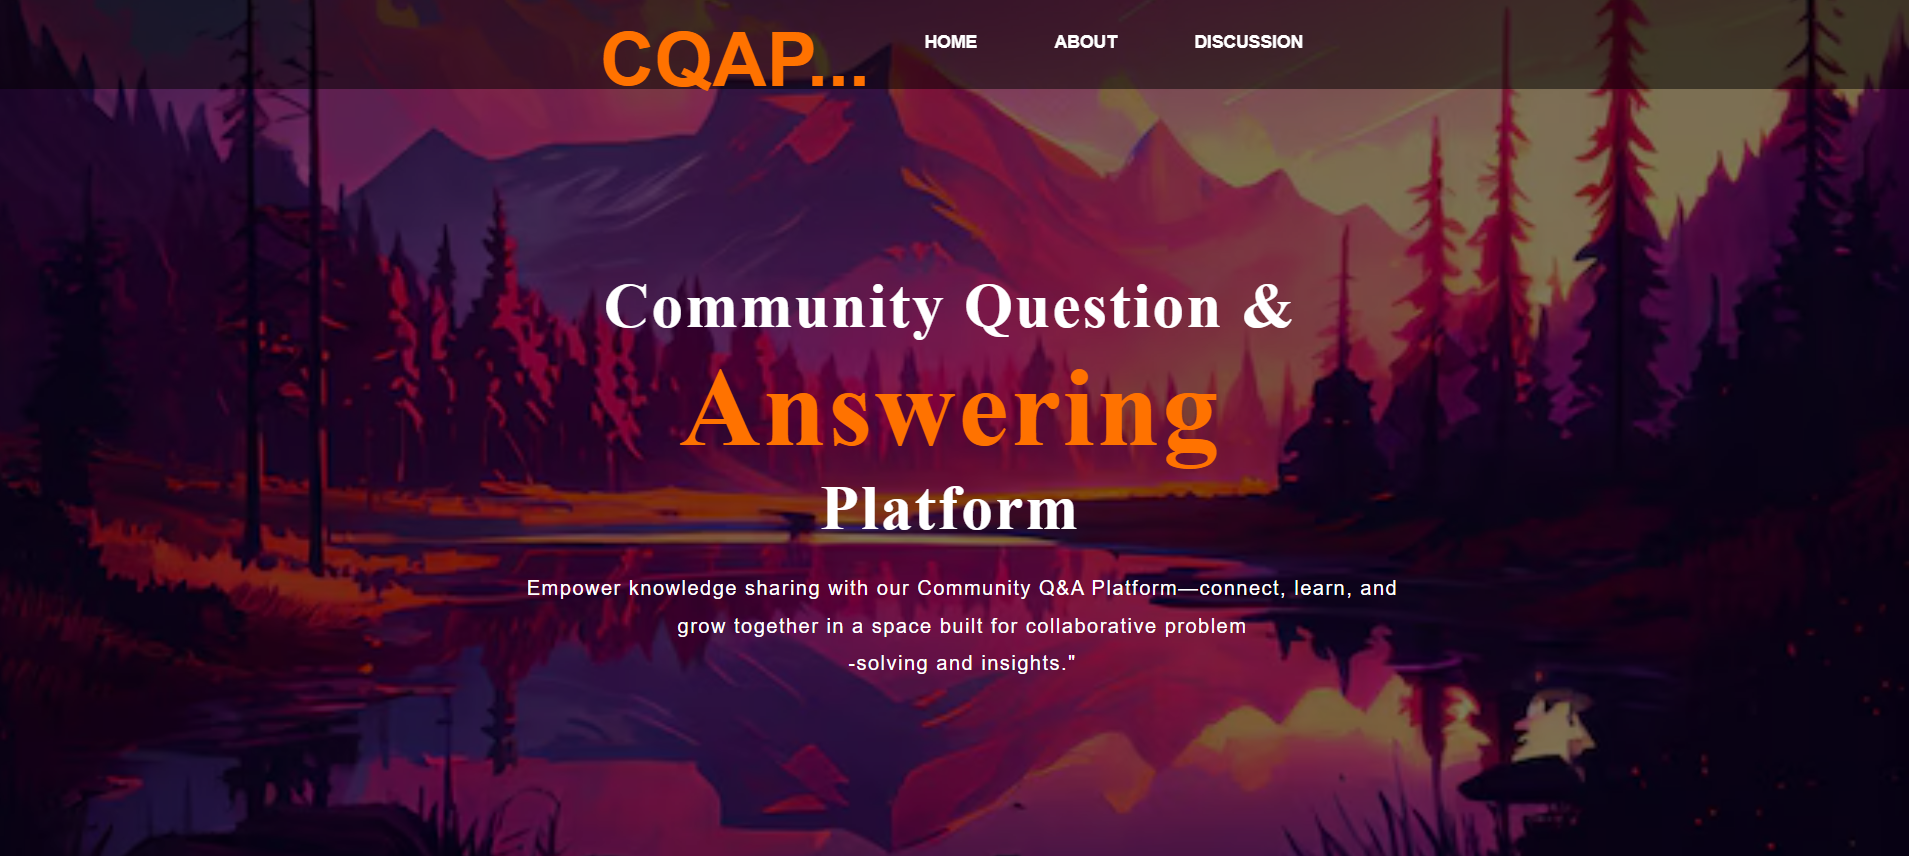 CQAP...
HOME ABOUT DISCUSSION
Community Question &
Answering
Platform
Empower knowledge sharing with our Community Q&A Platform—connect, learn, and
grow together in a space built for collaborative problem
-solving and insights."